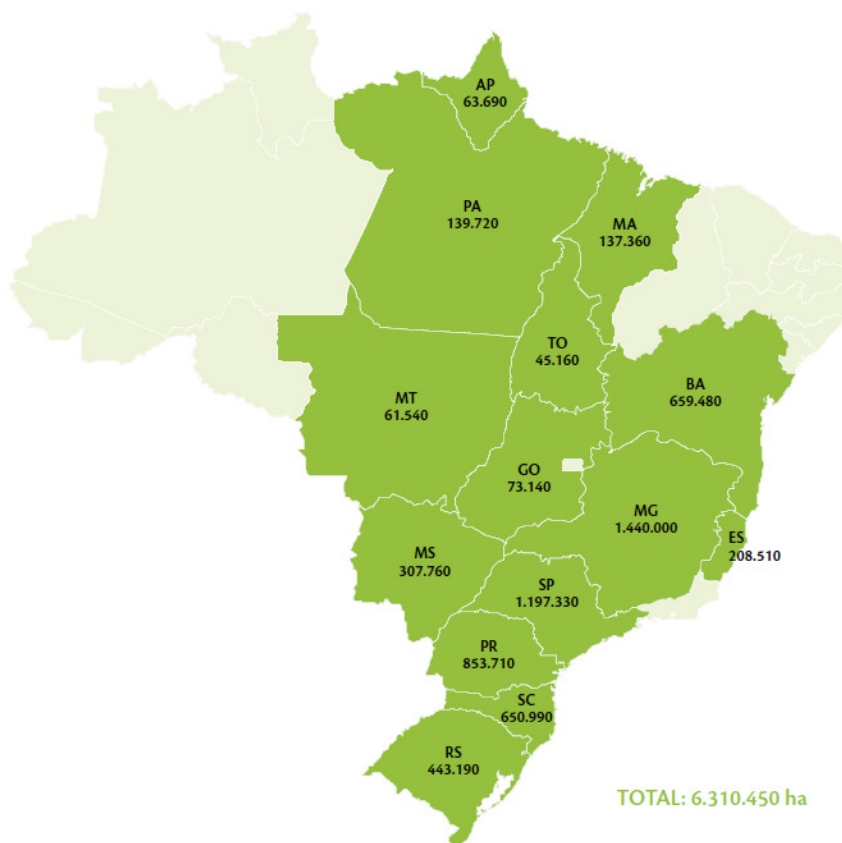 AP
63.690
PA
139.720
MA
137.360
TO
45.160
BA
659.480
MT
61.540
GO
73.140
MG
1.440.000
ES
208.510
MS
307.760
SP
1.197.330
PR
853.710
SC
650.990
RS
443.190
TOTAL: 6.310.450 ha